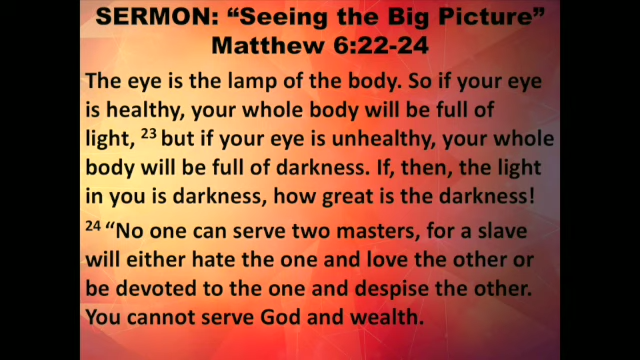 SERMON: “Seeing the Big Picture”
Matthew 6:22-24
The eye is the lamp of the body. So if your eye
is healthy, your whole body will be full of
light, 23 but if your eye is unhealthy, your whole
body will be full of darkness. If, then, the light
in you is darkness, how great is the darkness!
24 “No one can serve two masters, for a slave
will either hate the one and love the other or
be devoted to the one and despise the other.
You cannot serve God and wealth.